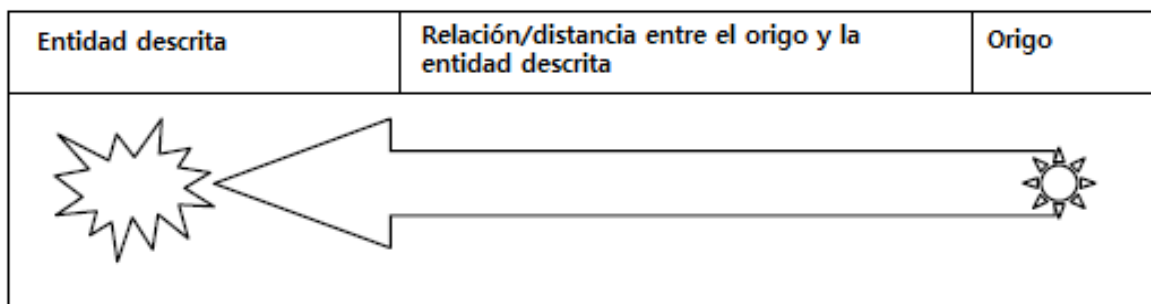 Entidad descrita
Relación/distancia entre el origo y la
entidad descrita
Origo